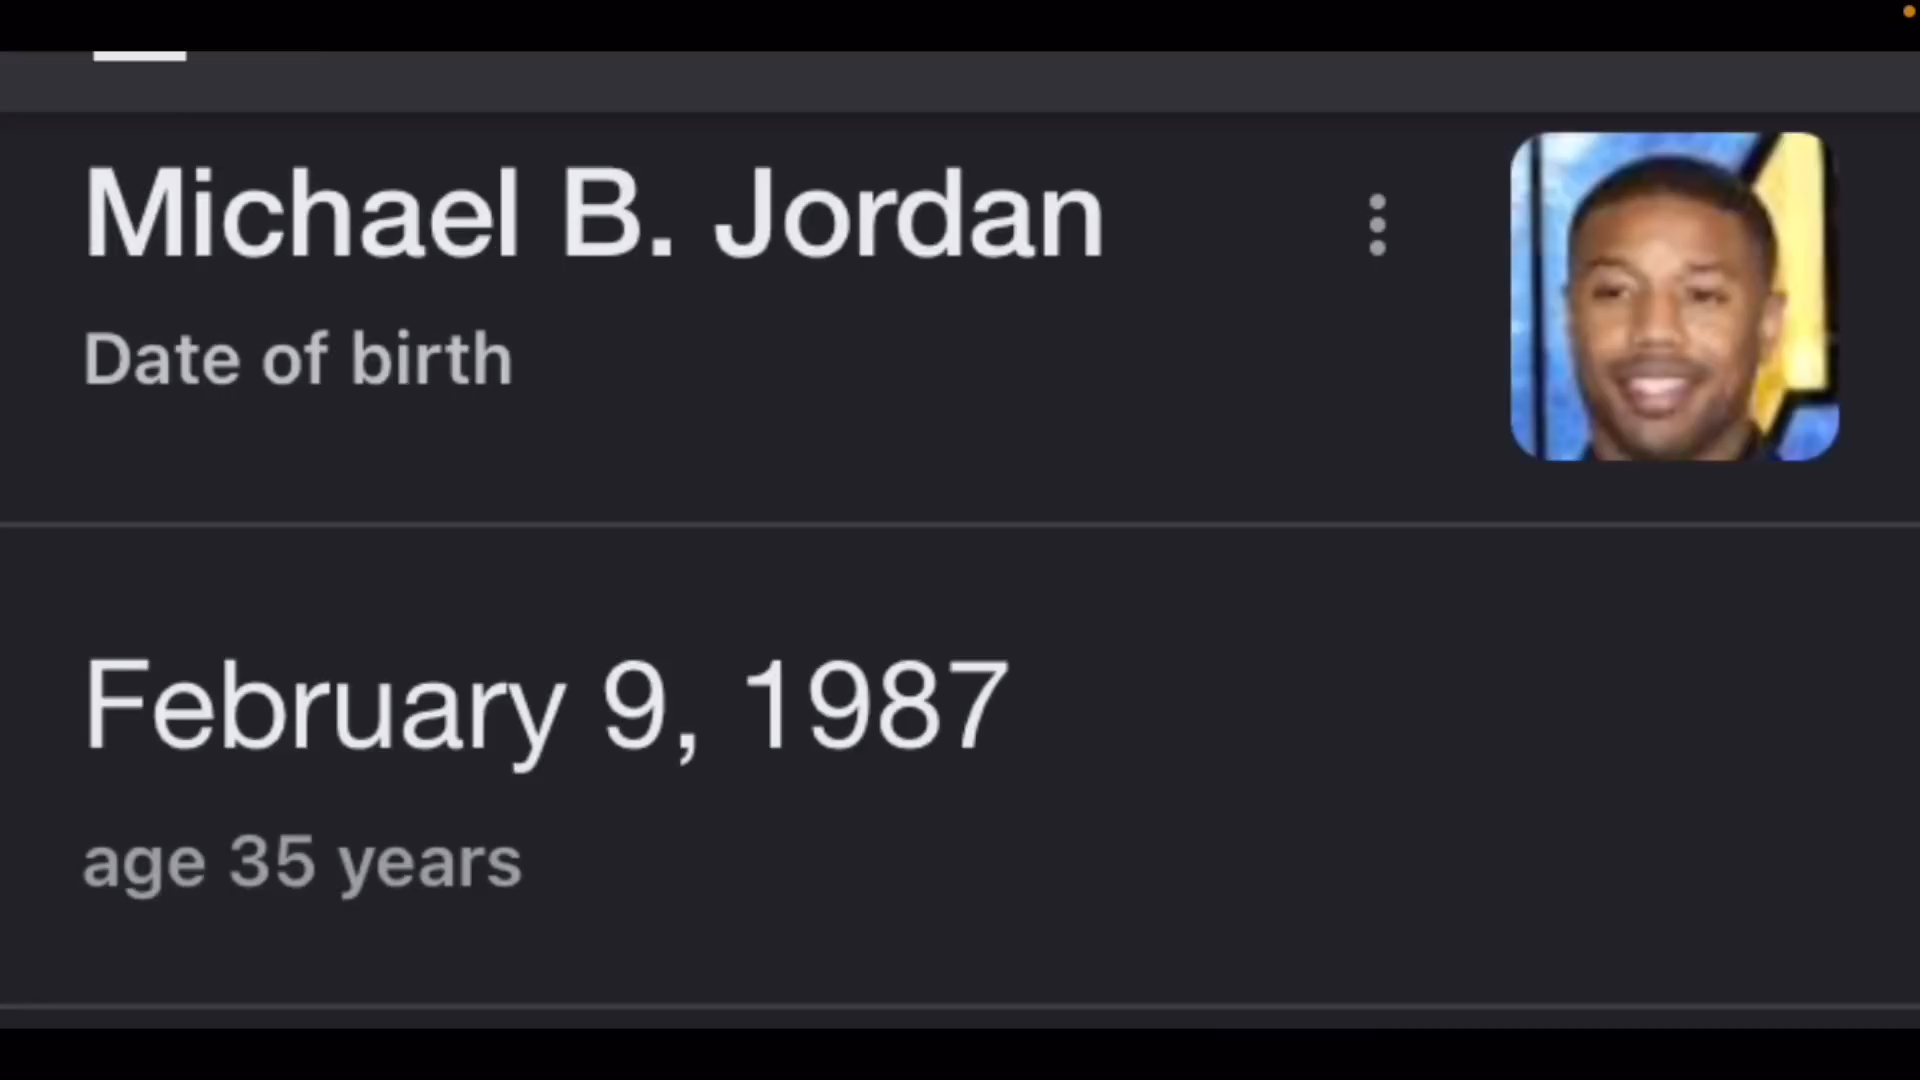 Michael B. Jordan
Date of birth
February 9, 1987
age 35 years